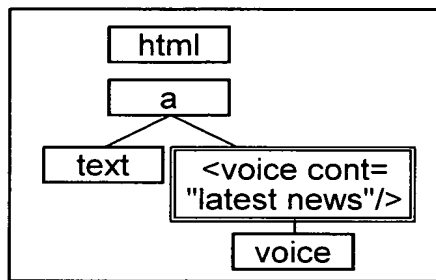 html
a
text
<voice cont=
"latest news"/>
voice